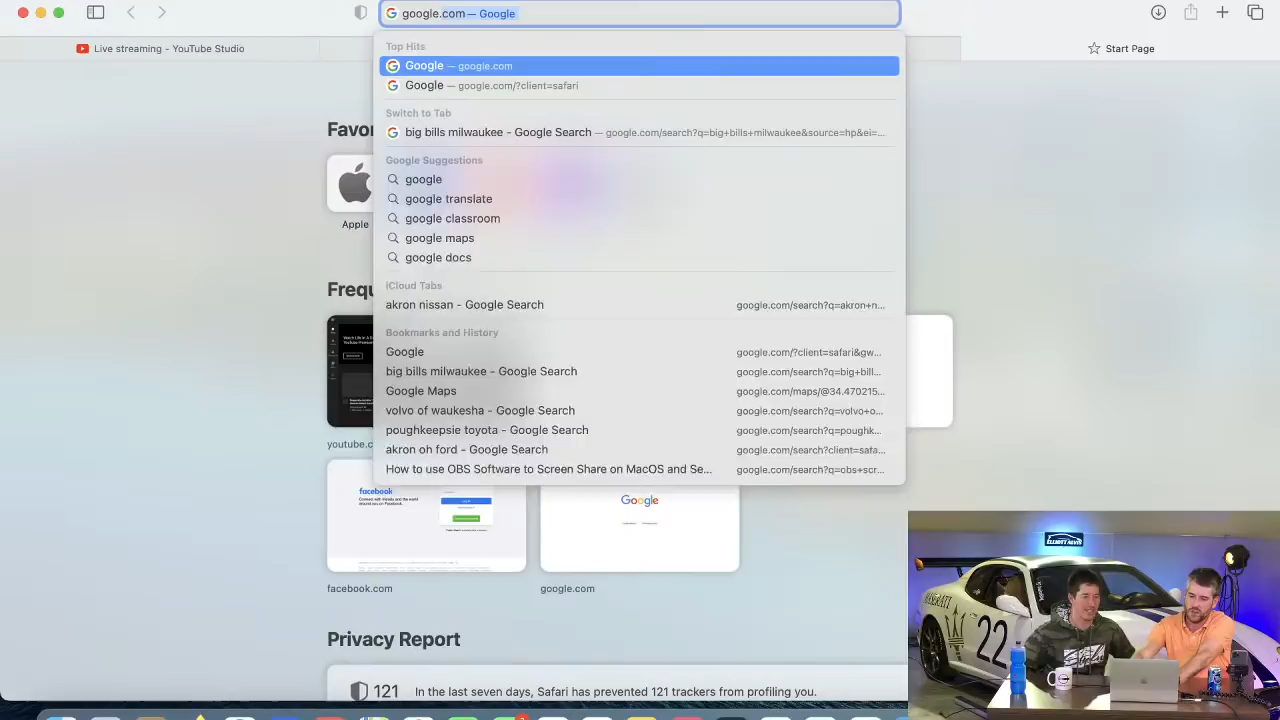 google.com — Google
Live streaming - YouTube Studio
Start Page
Top Hits
Google — google.com
Google — google.com/?client=safari
Switch to Tab
big bills milwaukee - Google Search — google.com/search?q=big+bills+milwaukee&source=hp&ei=...
Google Suggestions
google
google translate
google classroom
google maps
google docs
iCloud Tabs
akron nissan - Google Search google.com/search?q=akron+n...
Bookmarks and History
Google google.com/?client=safari&gw...
big bills milwaukee - Google Search google.com/search?q=big+bill...
Google Maps google.com/maps/@34.470215...
volvo of waukesha - Google Search google.com/search?q=volvo+o...
poughkeepsie toyota - Google Search google.com/search?q=poughk...
akron oh ford - Google Search google.com/search?client=safa...
How to use OBS Software to Screen Share on MacOS and Se... google.com/search?q=obs+scr...
Favor
Apple
Frequ
youtube.c
facebook
Google
facebook.com
google.com
Privacy Report
121 In the last seven days, Safari has prevented 121 trackers from profiling you.
22